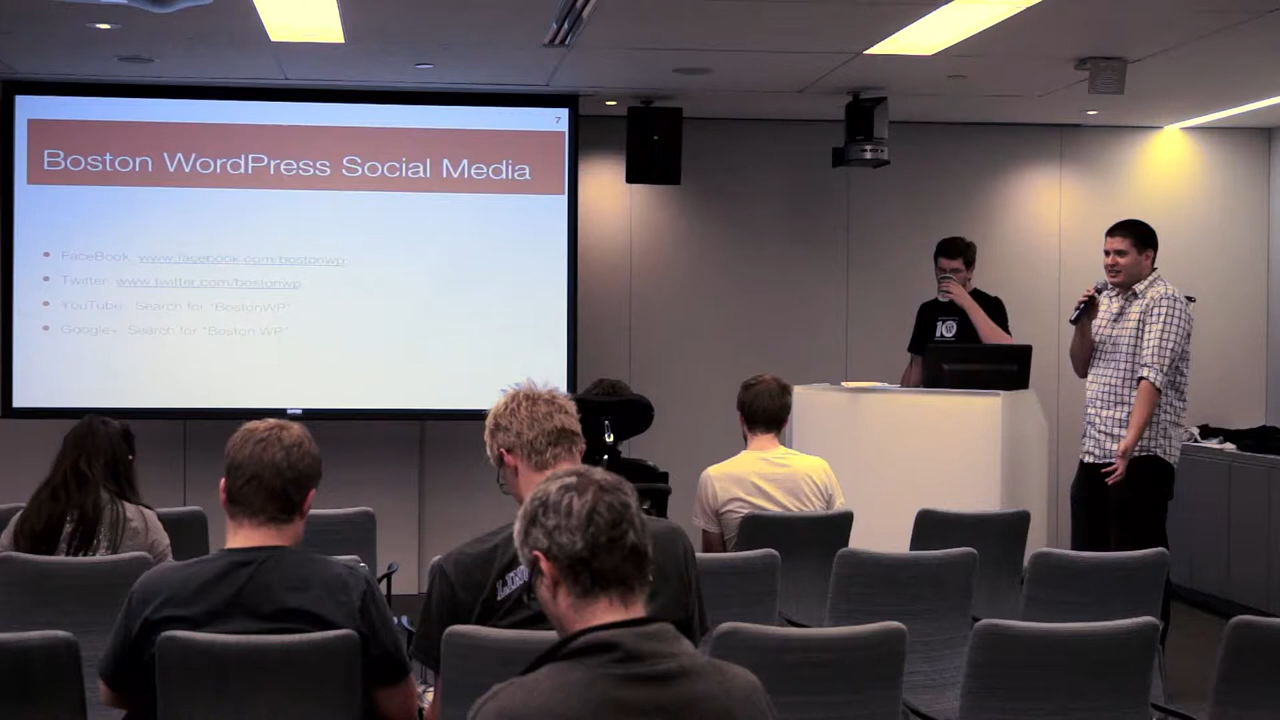 7
Boston WordPress Social Media
FaceBook: www.facebook.com/bostonwp
Twitter: www.twitter.com/bostonwp
YouTube: Search for "BostonWP"
Google+: Search for "Boston WP"
10